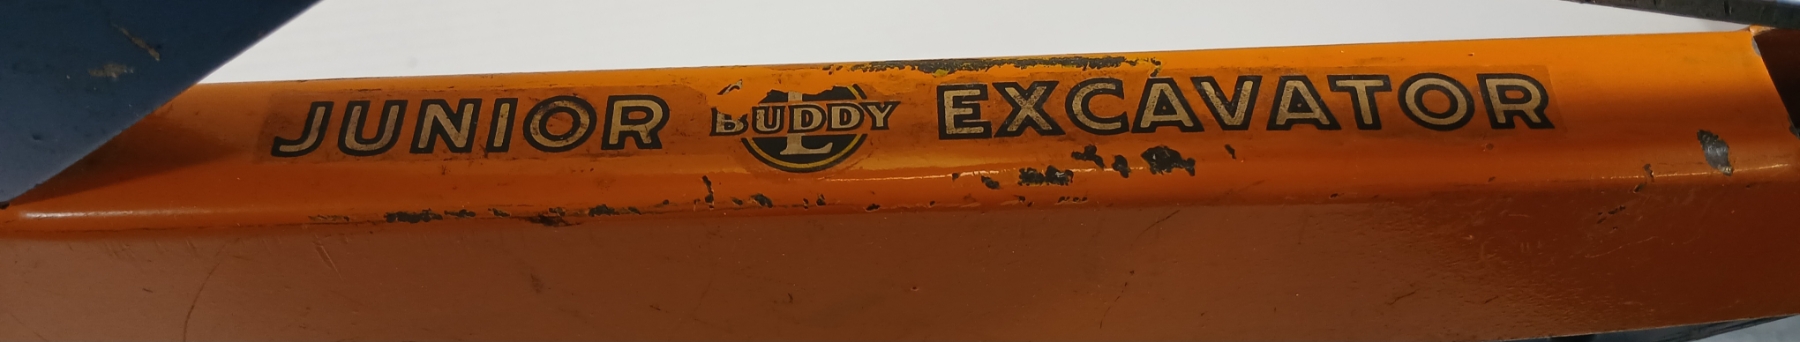 JUNIOR BUDDY L EXCAVATOR